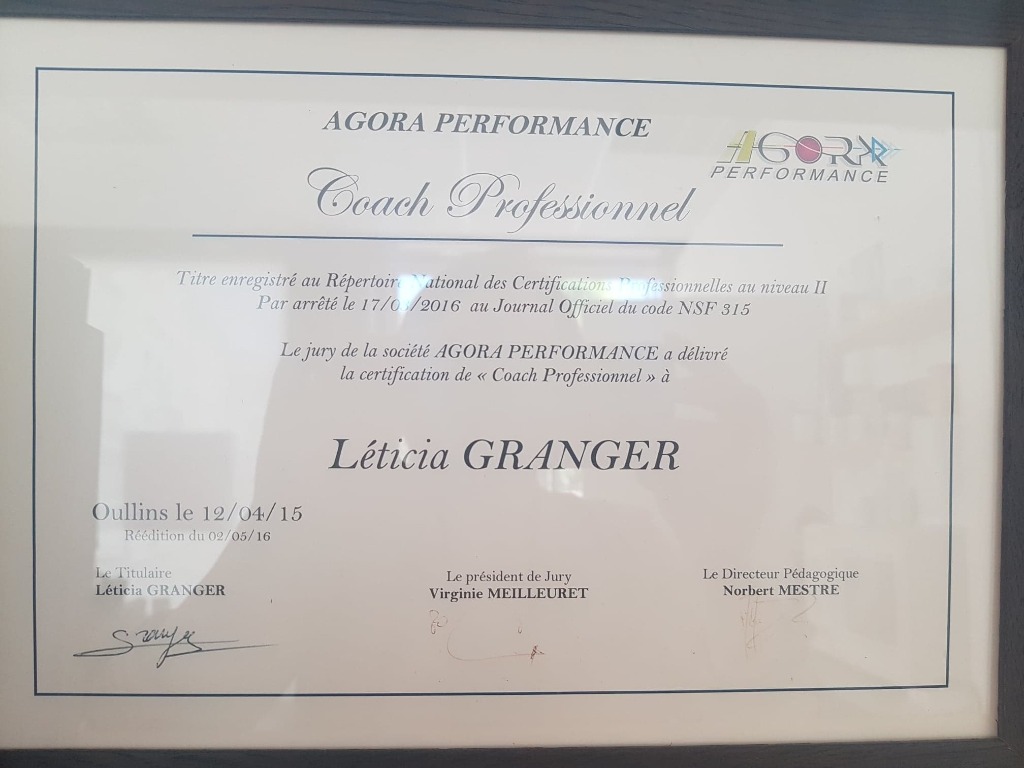 AGORA PERFORMANCE
AGORA
PERFORMANCE
Coach Professionnel
Titre enregistré au Répertoire National des Certifications Professionnelles au niveau II
Par arrêté le au Journal Officiel du code NSF 315
Le jury de la société AGORA PERFORMANCE a délivré
la certification de « Coach Professionnel » à
Léticia GRANGER
Oullins le 12/04/15
Réédition du 02/05/16
Le Titulaire
Léticia GRANGER
Le président de Jury
Virginie MEILLEURET
Le Directeur Pédagogique
Norbert MESTRE